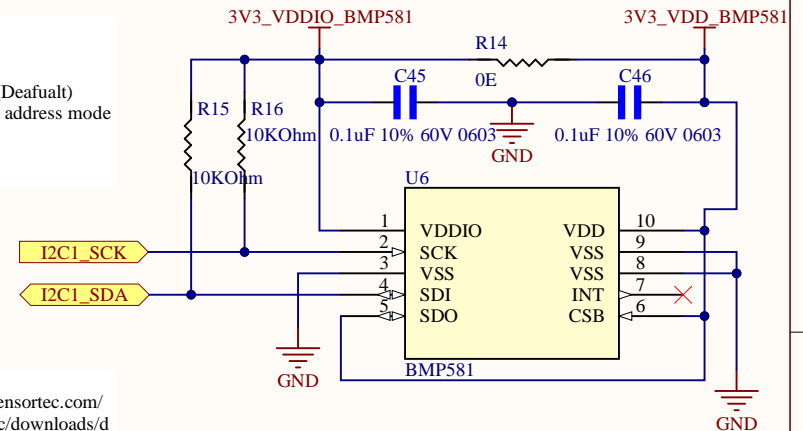 3V3_VDDIO_BMP581
3V3_VDD_BMP581
R14
0E
Deafualt)
address mode
C45
C46
R15
R16
10KOhm
0.1uF 10% 60V 0603
0.1uF 10% 60V 0603
GND
10KOhm
U6
1
VDDIO
VDD
10
I2C1_SCK
2
SCK
VSS
9
3
VSS
VSS
8
I2C1_SDA
4
SDI
INT
7
5
SDO
CSB
6
BMP581
GND
GND
ensortec.com/
c/downloads/d